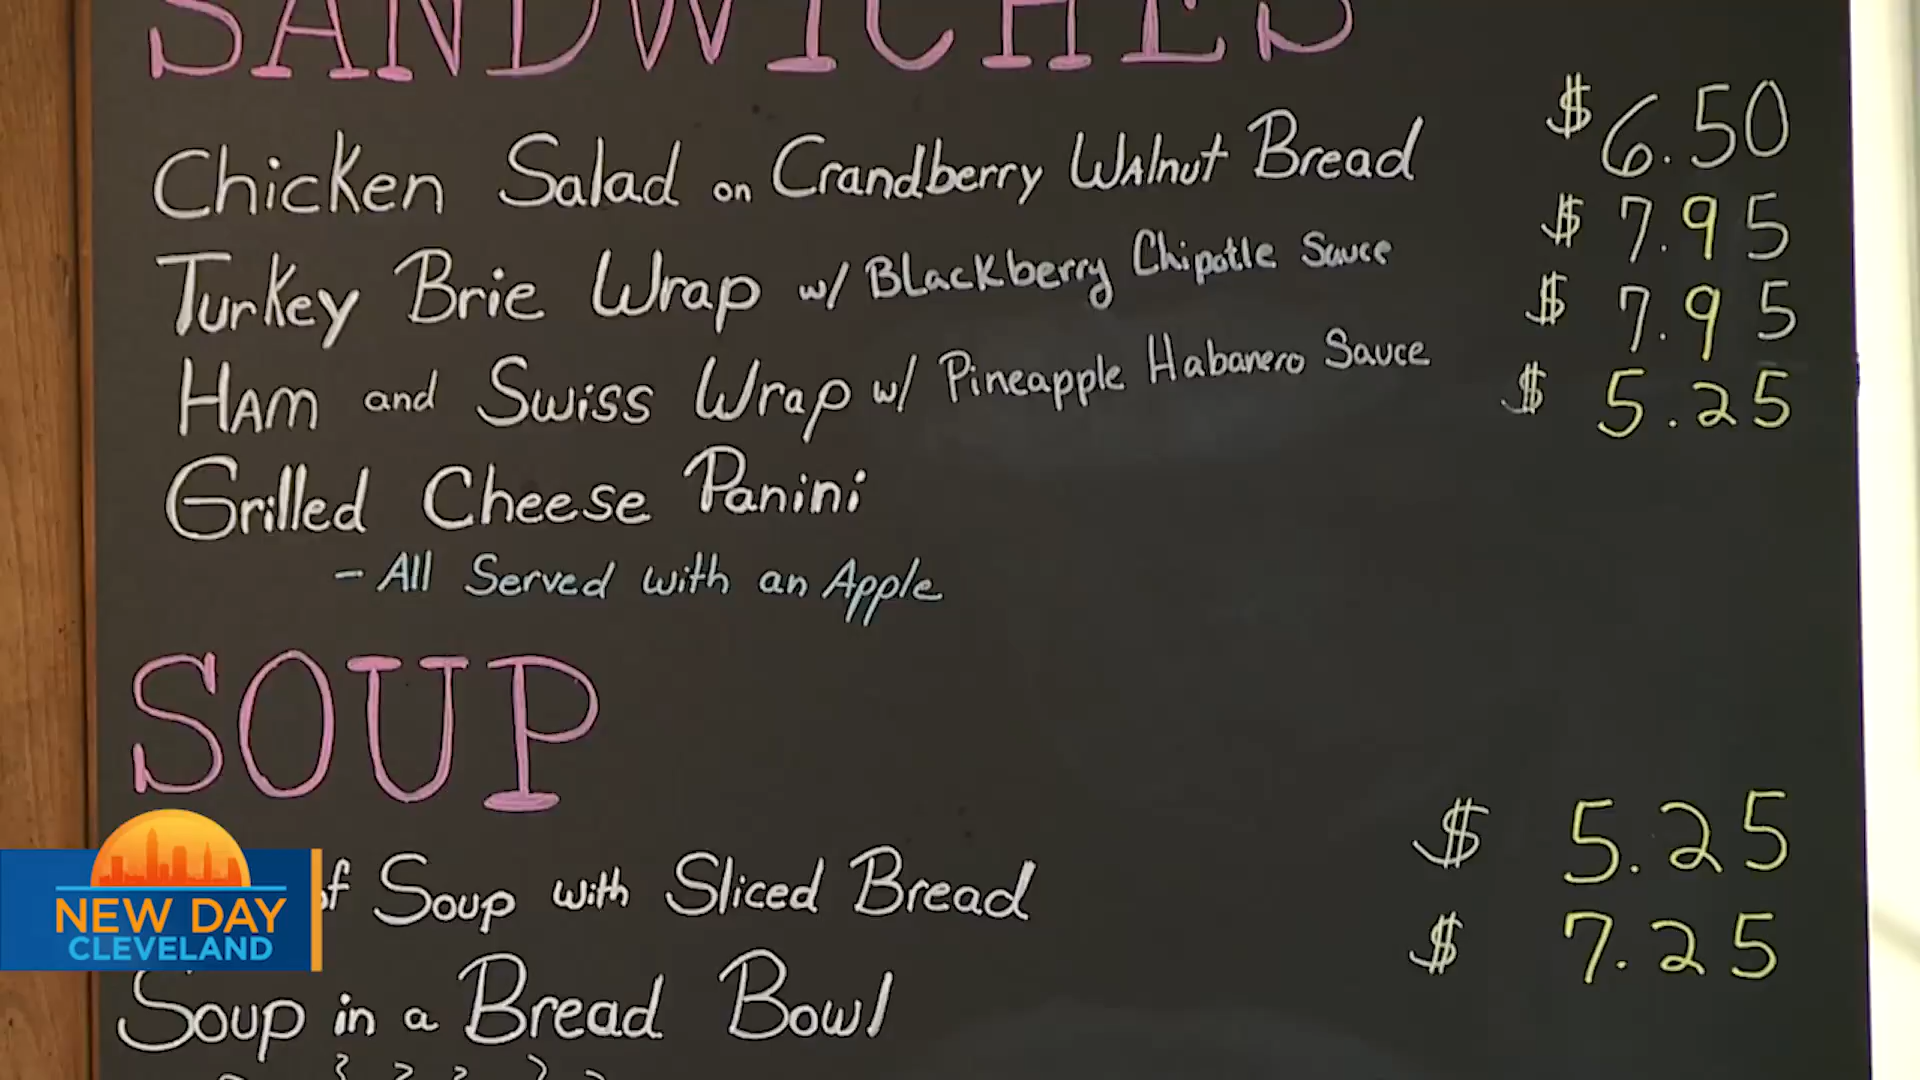 SANDWICHES
Chicken Salad on Crandberry Walnut Bread $6.50
Turkey Brie Wrap w/ Blackberry Chipotle Sauce $7.95
Ham and Swiss Wrap w/ Pineapple Habanero Sauce $7.95
Grilled Cheese Panini $5.25
- All Served with an Apple
SOUP
of Soup with Sliced Bread $5.25
Soup in a Bread Bowl $7.25
NEW DAY
CLEVELAND